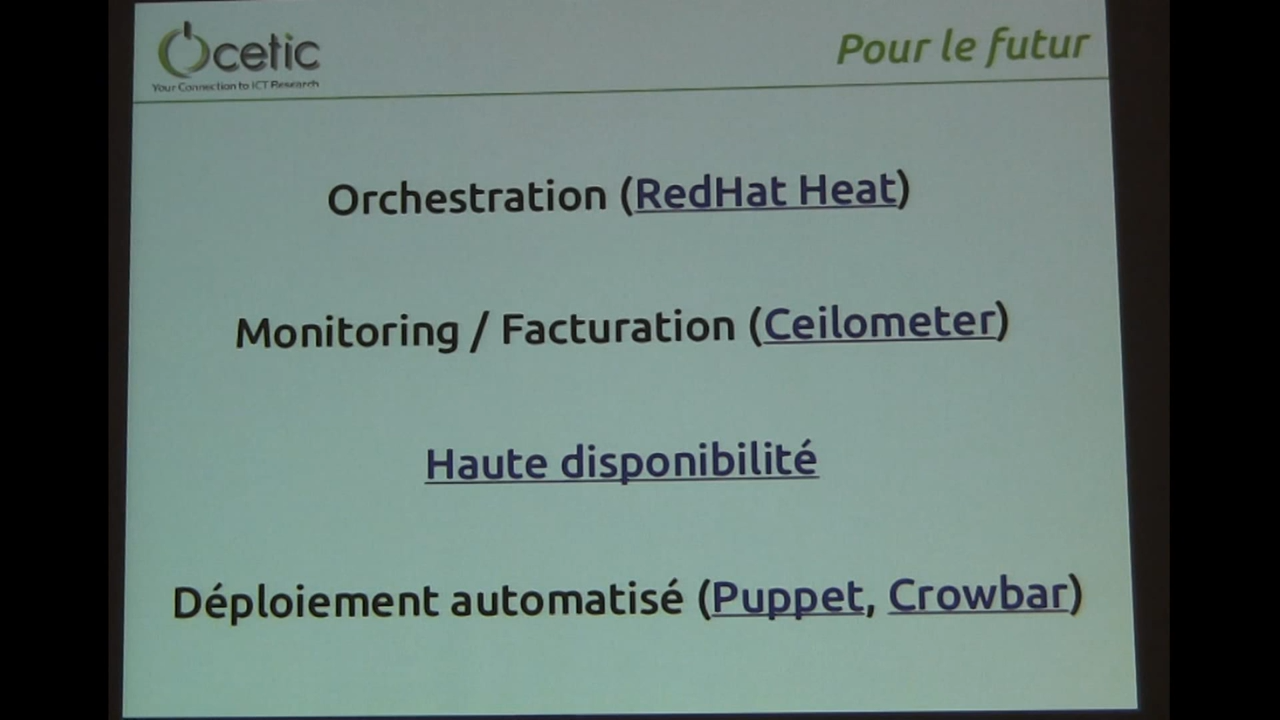 cetic
Your Connection to ICT Research
Pour le futur
Orchestration (RedHat Heat)
Monitoring / Facturation (Ceilometer)
Haute disponibilité
Déploiement automatisé (Puppet, Crowbar)